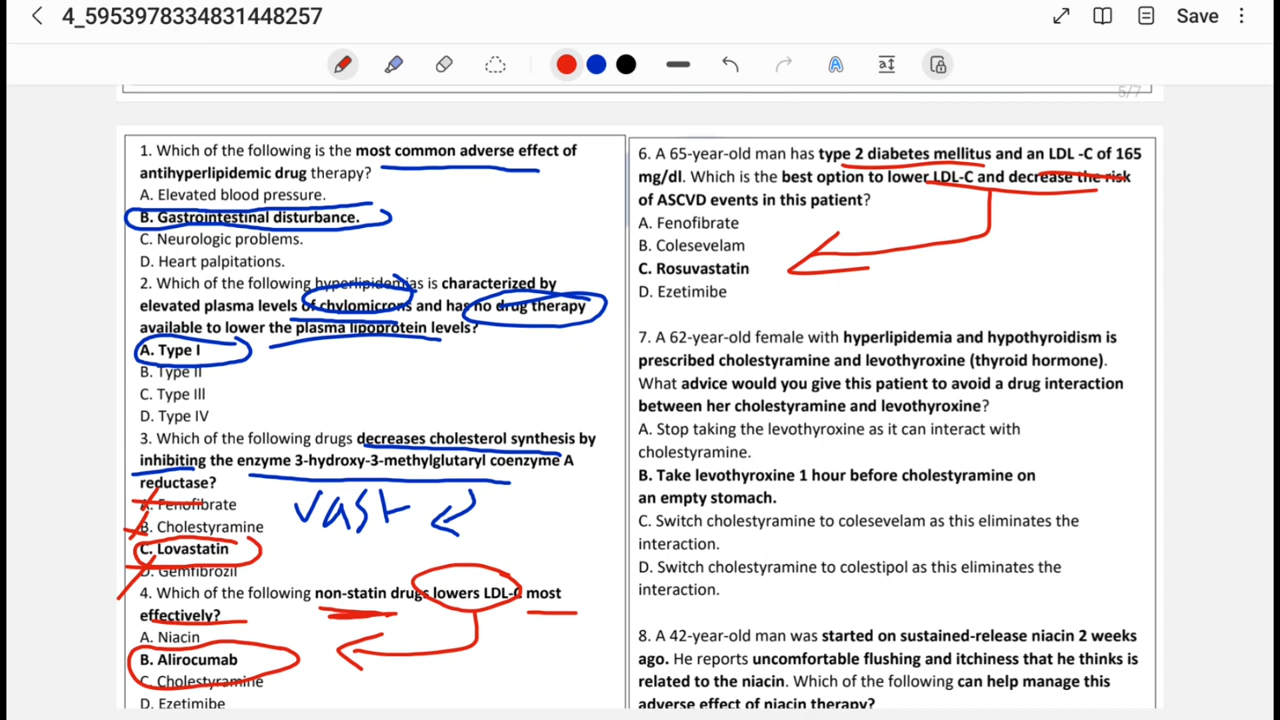 4_5953978334831448257
Save
5/7
1. Which of the following is the most common adverse effect of
antihyperlipidemic drug therapy?
A. Elevated blood pressure.
B. Gastrointestinal disturbance.
C. Neurologic problems.
D. Heart palpitations.
2. Which of the following hyperlipidemias is characterized by
elevated plasma levels of chylomicrons and has no drug therapy
available to lower the plasma lipoprotein levels?
A. Type I
B. Type II
C. Type III
D. Type IV
3. Which of the following drugs decreases cholesterol synthesis by
inhibiting the enzyme 3-hydroxy-3-methylglutaryl coenzyme A
reductase?
A. Fenofibrate
B. Cholestyramine
C. Lovastatin
D. Gemfibrozil
vast
4. Which of the following non-statin drugs lowers LDL-C most
effectively?
A. Niacin
B. Alirocumab
C. Cholestyramine
D. Ezetimibe
6. A 65-year-old man has type 2 diabetes mellitus and an LDL -C of 165
mg/dl. Which is the best option to lower LDL-C and decrease the risk
of ASCVD events in this patient?
A. Fenofibrate
B. Colesevelam
C. Rosuvastatin
D. Ezetimibe
7. A 62-year-old female with hyperlipidemia and hypothyroidism is
prescribed cholestyramine and levothyroxine (thyroid hormone).
What advice would you give this patient to avoid a drug interaction
between her cholestyramine and levothyroxine?
A. Stop taking the levothyroxine as it can interact with
cholestyramine.
B. Take levothyroxine 1 hour before cholestyramine on
an empty stomach.
C. Switch cholestyramine to colesevelam as this eliminates the
interaction.
D. Switch cholestyramine to colestipol as this eliminates the
interaction.
8. A 42-year-old man was started on sustained-release niacin 2 weeks
ago. He reports uncomfortable flushing and itchiness that he thinks is
related to the niacin. Which of the following can help manage this
adverse effect of niacin therapy?